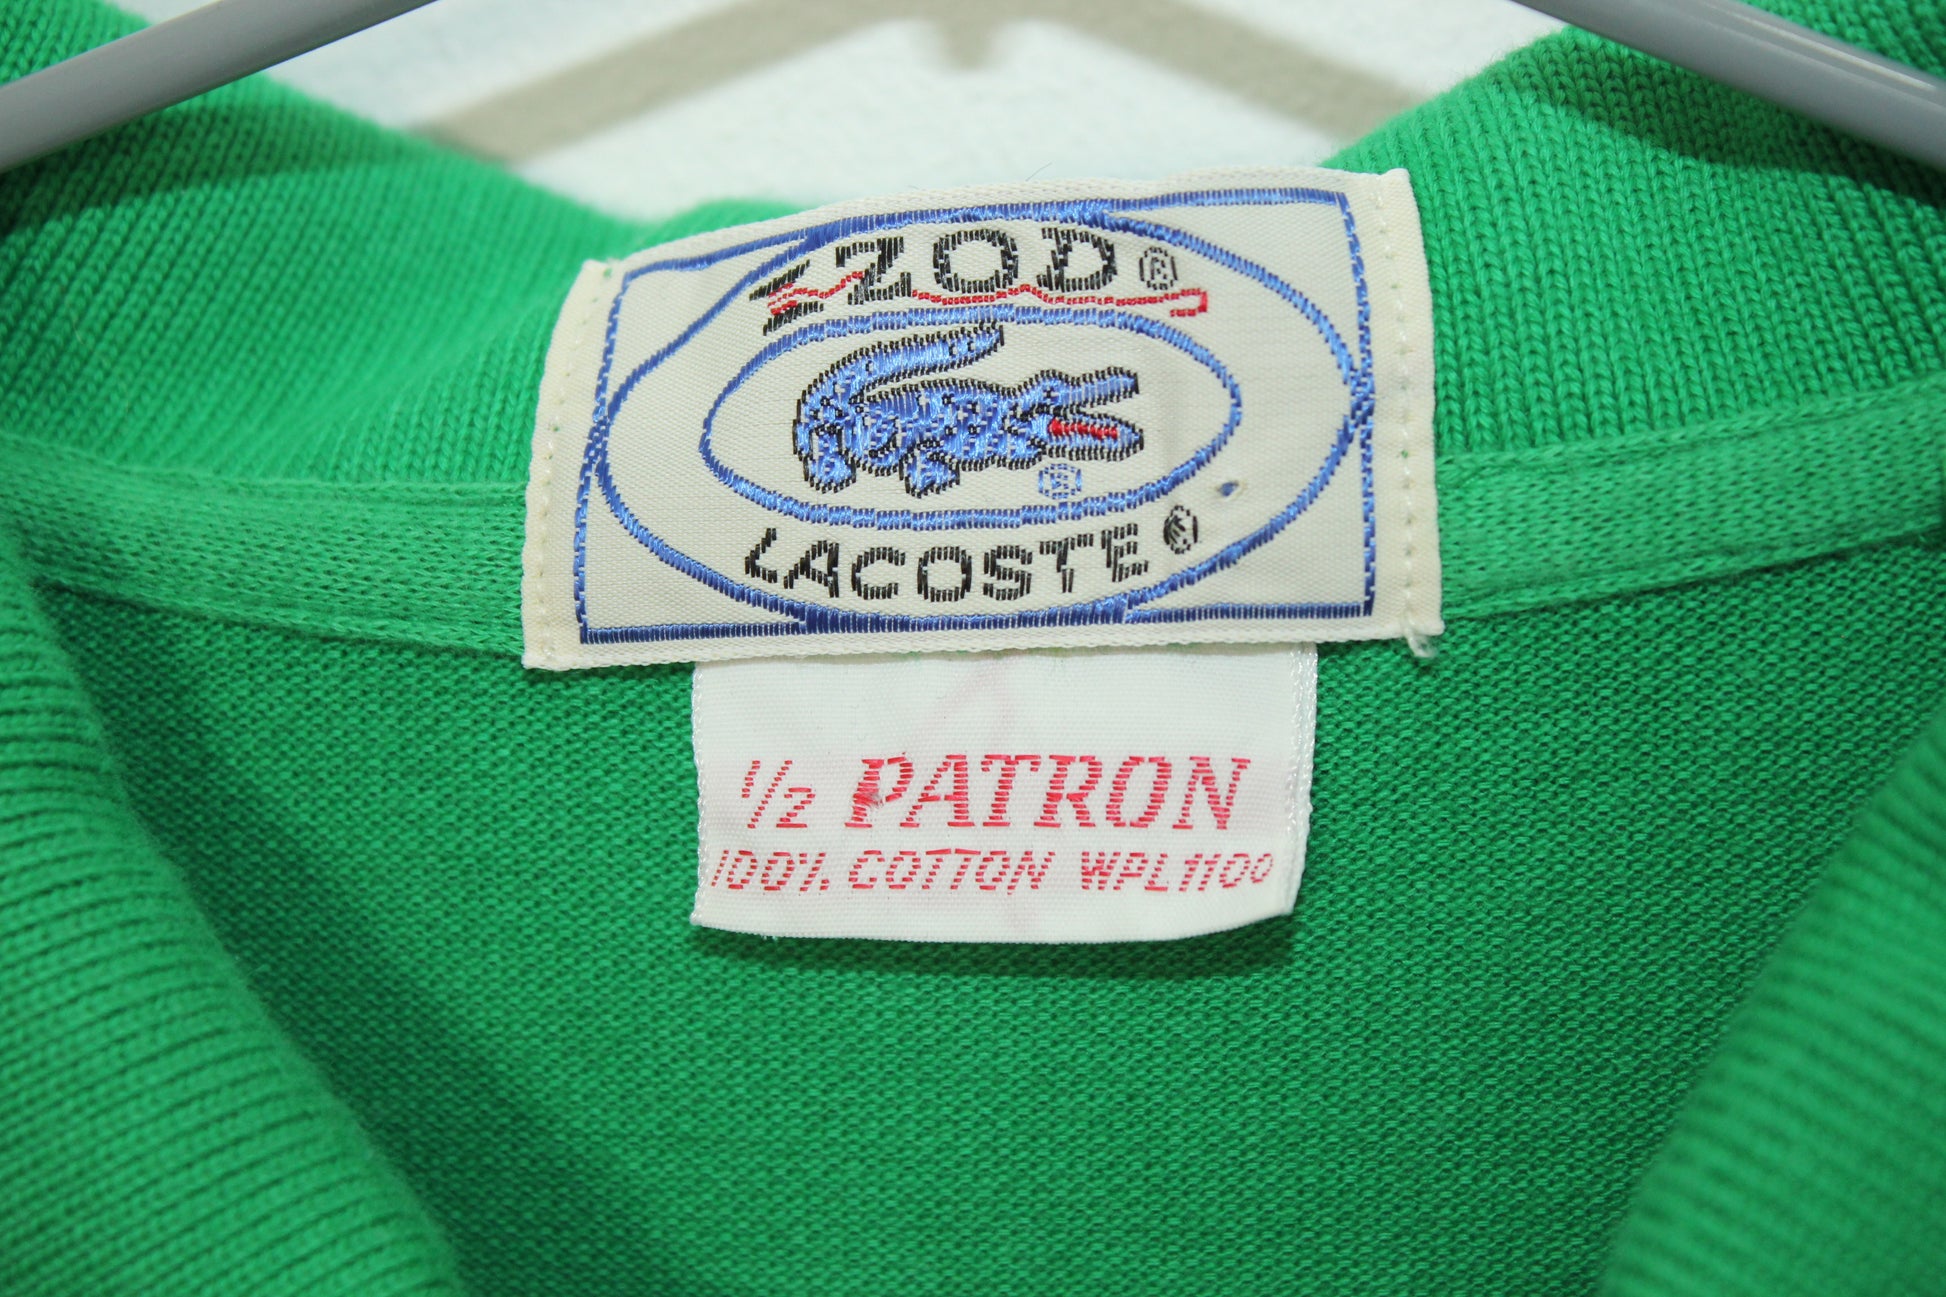 IZOD®
®
LACOSTE®
1/2 PATRON
100% COTTON WPL1100